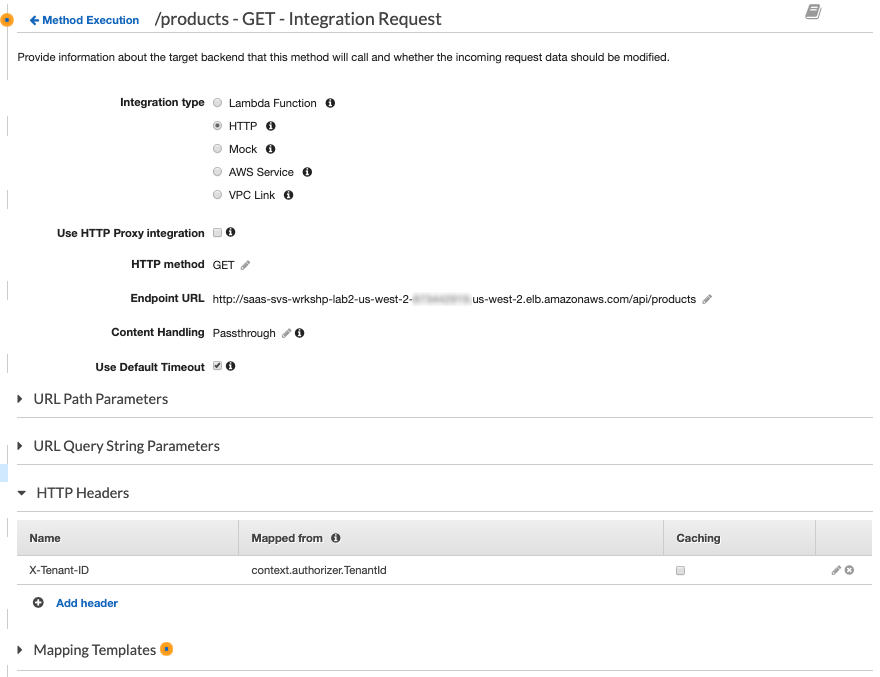 Method Execution /products - GET - Integration Request
Provide information about the target backend that this method will call and whether the incoming request data should be modified.
Integration type Lambda Function
HTTP
Mock
AWS Service
VPC Link
Use HTTP Proxy integration
HTTP method GET
Endpoint URL http://saas-svs-wrkshp-lab2-us-west-2- us-west-2.elb.amazonaws.com/api/products
Content Handling Passthrough
Use Default Timeout
URL Path Parameters
URL Query String Parameters
HTTP Headers
Name Mapped from Caching
X-Tenant-ID context.authorizer.TenantId
Add header
Mapping Templates